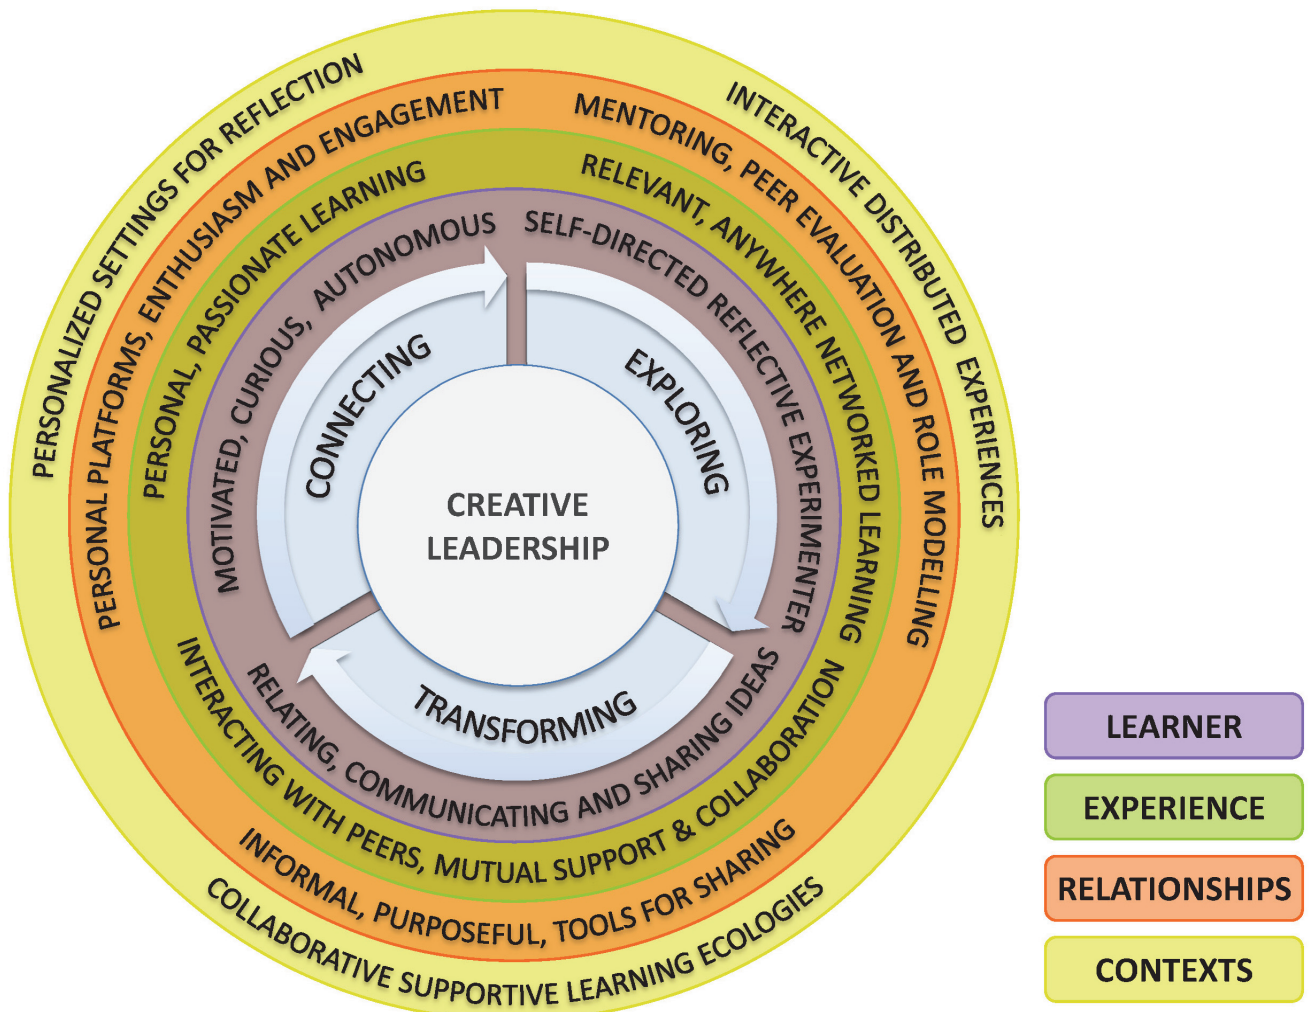 PERSONALIZED SETTINGS FOR REFLECTION
INTERACTIVE DISTRIBUTED EXPERIENCES
COLLABORATIVE SUPPORTIVE LEARNING ECOLOGIES
PERSONAL PLATFORMS, ENTHUSIASM AND ENGAGEMENT
MENTORING, PEER EVALUATION AND ROLE MODELLING
INFORMAL, PURPOSEFUL, TOOLS FOR SHARING
PERSONAL, PASSIONATE LEARNING
RELEVANT, ANYWHERE NETWORKED LEARNING
INTERACTING WITH PEERS, MUTUAL SUPPORT & COLLABORATION
MOTIVATED, CURIOUS, AUTONOMOUS
SELF-DIRECTED REFLECTIVE EXPERIMENTER
RELATING, COMMUNICATING AND SHARING IDEAS
CONNECTING
EXPLORING
TRANSFORMING
CREATIVE
LEADERSHIP
LEARNER
EXPERIENCE
RELATIONSHIPS
CONTEXTS